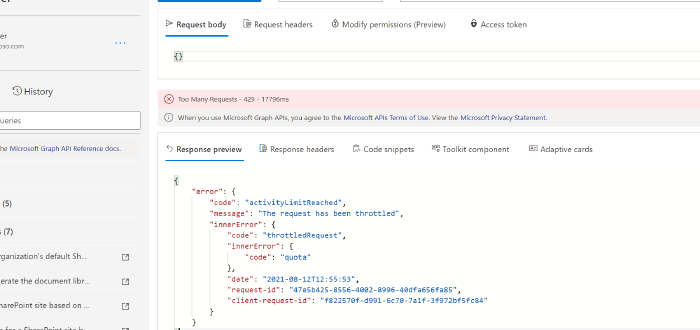 Request body
Request headers
Modify permissions (Preview)
Access token
er
oso.com
...
{}
History
Too Many Requests - 429 - 17796ms
ueries
When you use Microsoft Graph APIs, you agree to the Microsoft APIs Terms of Use. View the Microsoft Privacy Statement.
he Microsoft Graph API Reference docs.
Response preview
Response headers
Code snippets
Toolkit component
Adaptive cards
{
"error": {
"code": "activityLimitReached",
"message": "The request has been throttled",
"innerError": {
"code": "throttledRequest",
"innerError": {
"code": "quota"
},
"date": "2021-08-12T12:55:53",
"request-id": "47e5b425-8556-4002-8996-40dfa656fa85",
"client-request-id": "f822570f-d991-6c70-7a1f-3f972bf5fc84"
}
}
(5)
s (7)
rganization's default Sh...
erate the document libr...
harePoint site based on ...